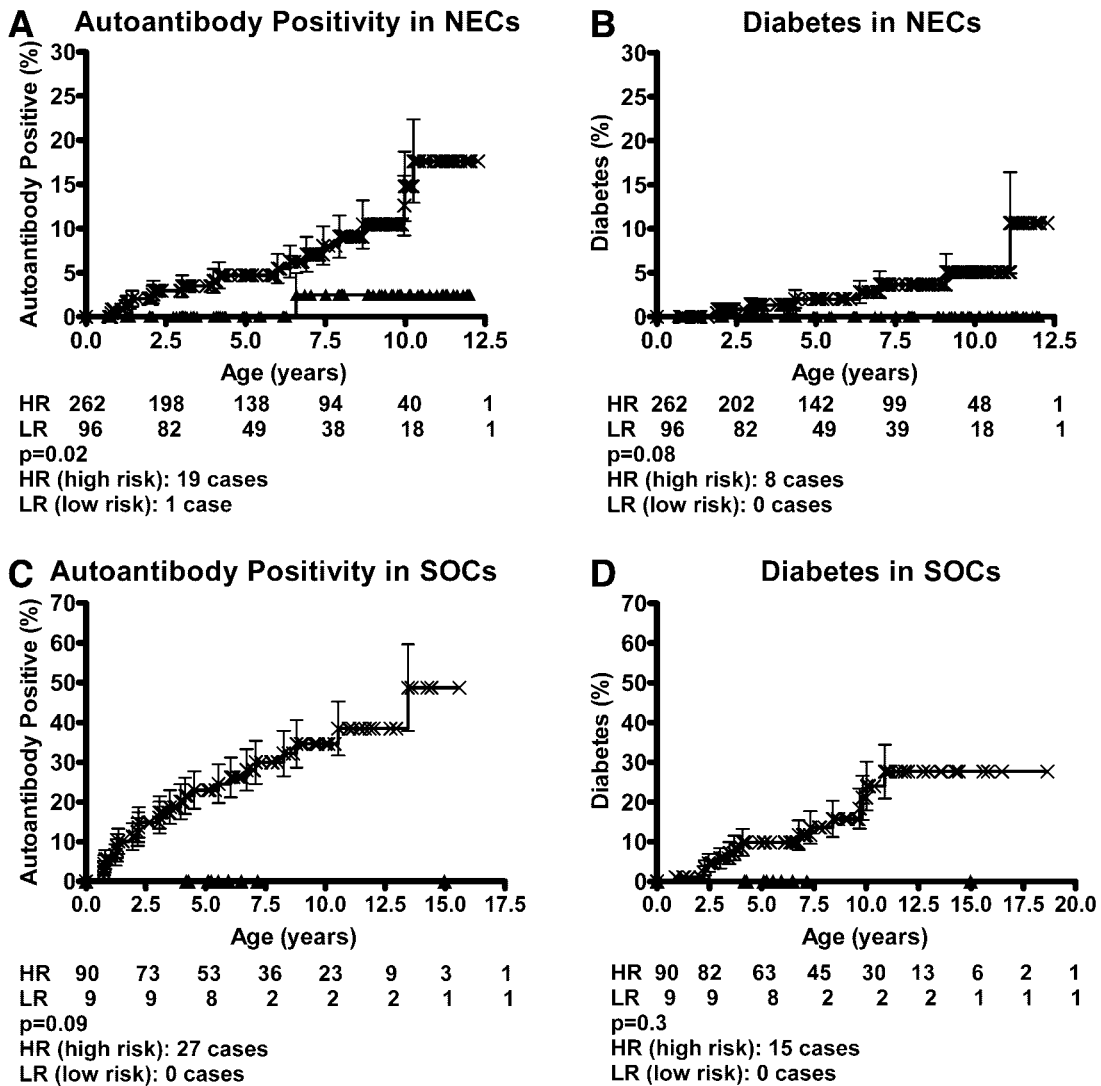 A Autoantibody Positivity in NECs
Autoantibody Positive (%)
30
25
20
15
10
5
0
0.0 2.5 5.0 7.5 10.0 12.5
Age (years)
HR 262 198 138 94 40 1
LR 96 82 49 38 18 1
p=0.02
HR (high risk): 19 cases
LR (low risk): 1 case
B Diabetes in NECs
Diabetes (%)
30
25
20
15
10
5
0
0.0 2.5 5.0 7.5 10.0 12.5
Age (years)
HR 262 202 142 99 48 1
LR 96 82 49 39 18 1
p=0.08
HR (high risk): 8 cases
LR (low risk): 0 cases
C Autoantibody Positivity in SOCs
Autoantibody Positive (%)
70
60
50
40
30
20
10
0
0.0 2.5 5.0 7.5 10.0 12.5 15.0 17.5
Age (years)
HR 90 73 53 36 23 9 3 1
LR 9 9 8 2 2 2 1 1
p=0.09
HR (high risk): 27 cases
LR (low risk): 0 cases
D Diabetes in SOCs
Diabetes (%)
70
60
50
40
30
20
10
0
0.0 2.5 5.0 7.5 10.0 12.5 15.0 17.5 20.0
Age (years)
HR 90 82 63 45 30 13 6 2 1
LR 9 9 8 2 2 2 1 1 1
p=0.3
HR (high risk): 15 cases
LR (low risk): 0 cases